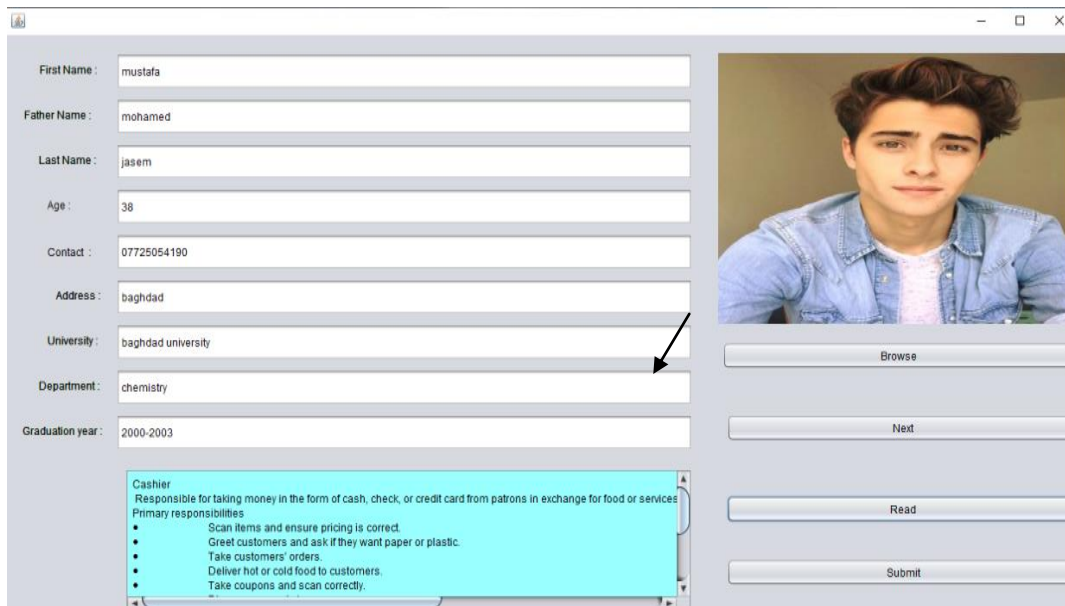 First Name :
mustafa
Father Name :
mohamed
Last Name :
jasem
Age :
38
Contact :
07725054190
Address :
baghdad
University :
baghdad university
Department :
chemistry
Graduation year :
2000-2003
Browse
Next
Read
Submit
Cashier
Responsible for taking money in the form of cash, check, or credit card from patrons in exchange for food or services
Primary responsibilities
• Scan items and ensure pricing is correct.
• Greet customers and ask if they want paper or plastic.
• Take customers' orders.
• Deliver hot or cold food to customers.
• Take coupons and scan correctly.